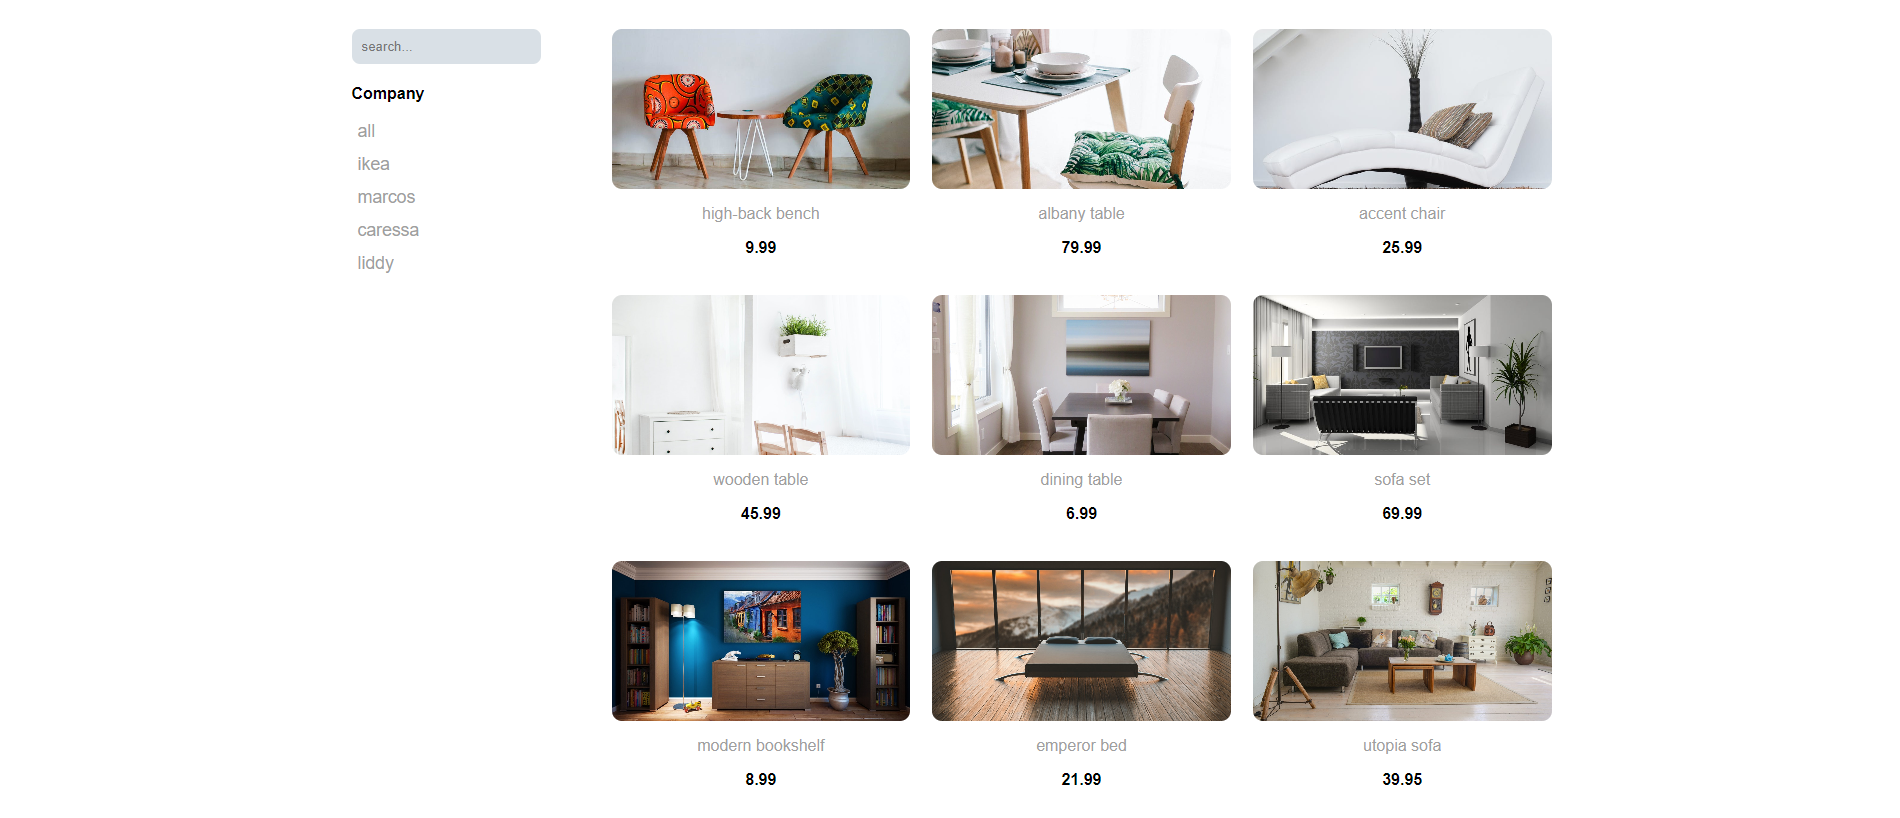 search...
Company
all
ikea
marcos
caressa
liddy
high-back bench
9.99
albany table
79.99
accent chair
25.99
wooden table
45.99
dining table
6.99
sofa set
69.99
modern bookshelf
8.99
emperor bed
21.99
utopia sofa
39.95